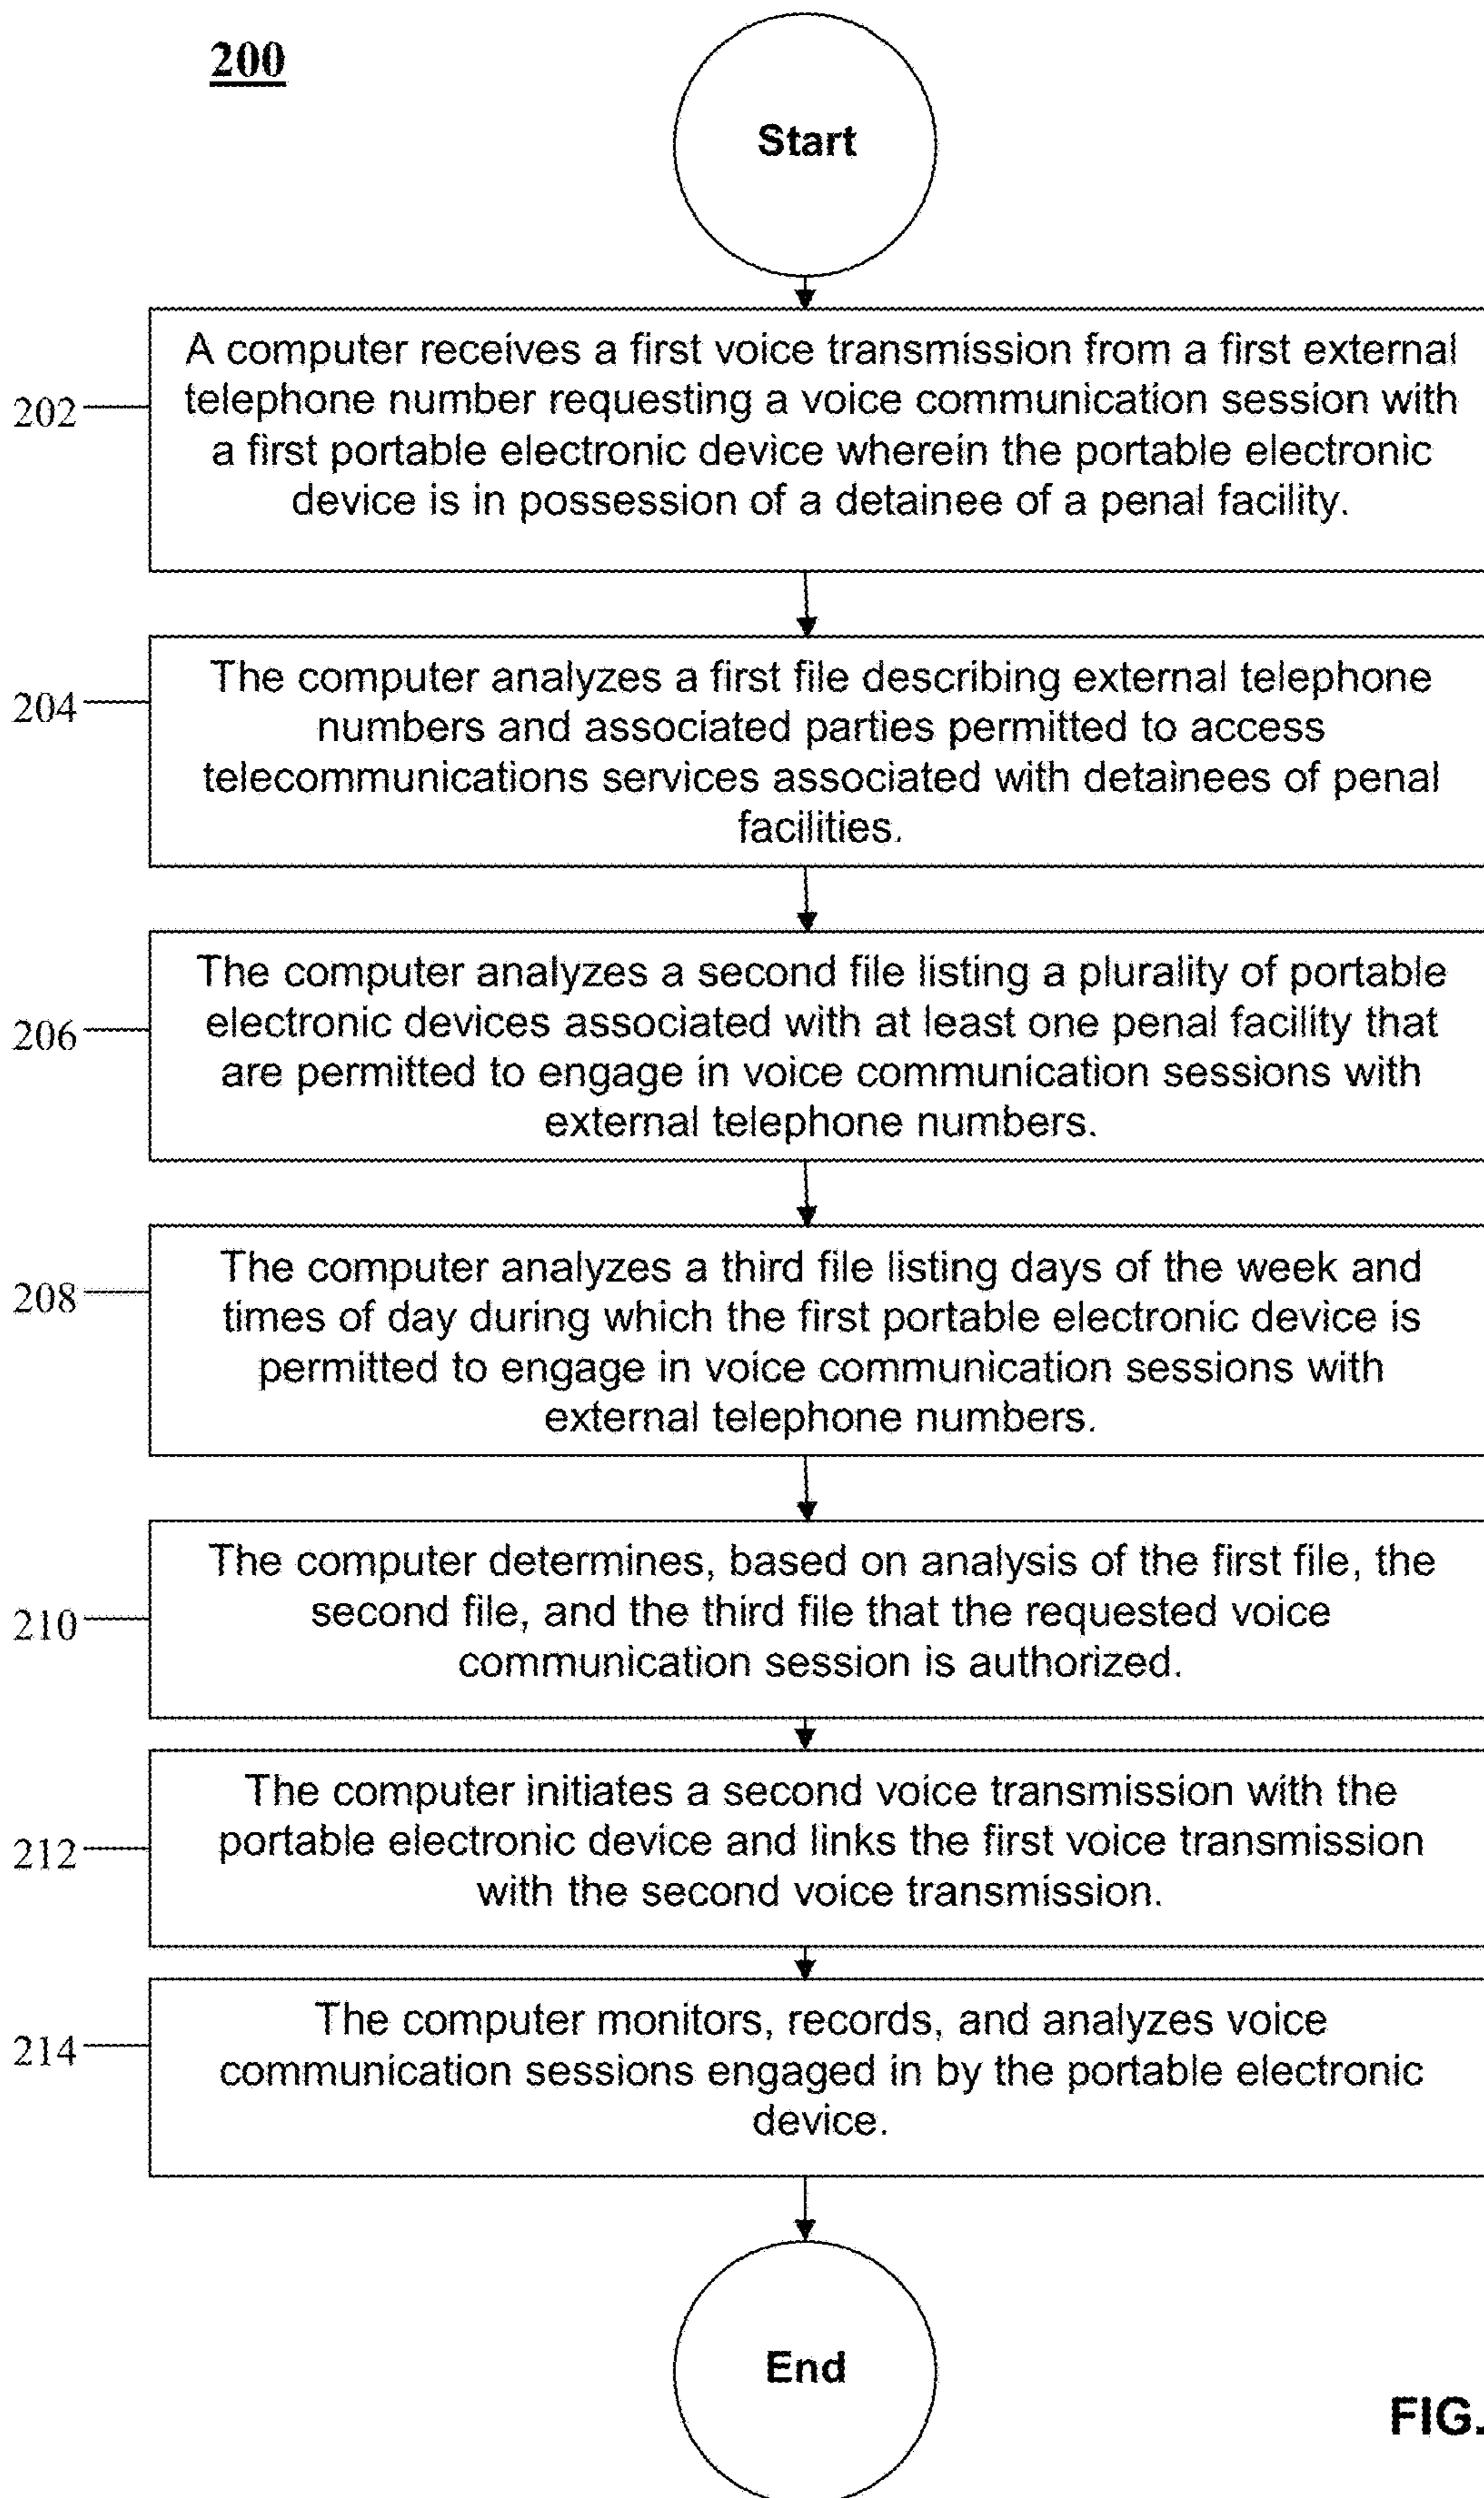 200
Start
A computer receives a first voice transmission from a first external
telephone number requesting a voice communication session with
a first portable electronic device wherein the portable electronic
device is in possession of a detainee of a penal facility.
202
The computer analyzes a first file describing external telephone
numbers and associated parties permitted to access
telecommunications services associated with detainees of penal
facilities.
204
The computer analyzes a second file listing a plurality of portable
electronic devices associated with at least one penal facility that
are permitted to engage in voice communication sessions with
external telephone numbers.
206
The computer analyzes a third file listing days of the week and
times of day during which the first portable electronic device is
permitted to engage in voice communication sessions with
external telephone numbers.
208
The computer determines, based on analysis of the first file, the
second file, and the third file that the requested voice
communication session is authorized.
210
The computer initiates a second voice transmission with the
portable electronic device and links the first voice transmission
with the second voice transmission.
212
The computer monitors, records, and analyzes voice
communication sessions engaged in by the portable electronic
device.
214
End
FIG.